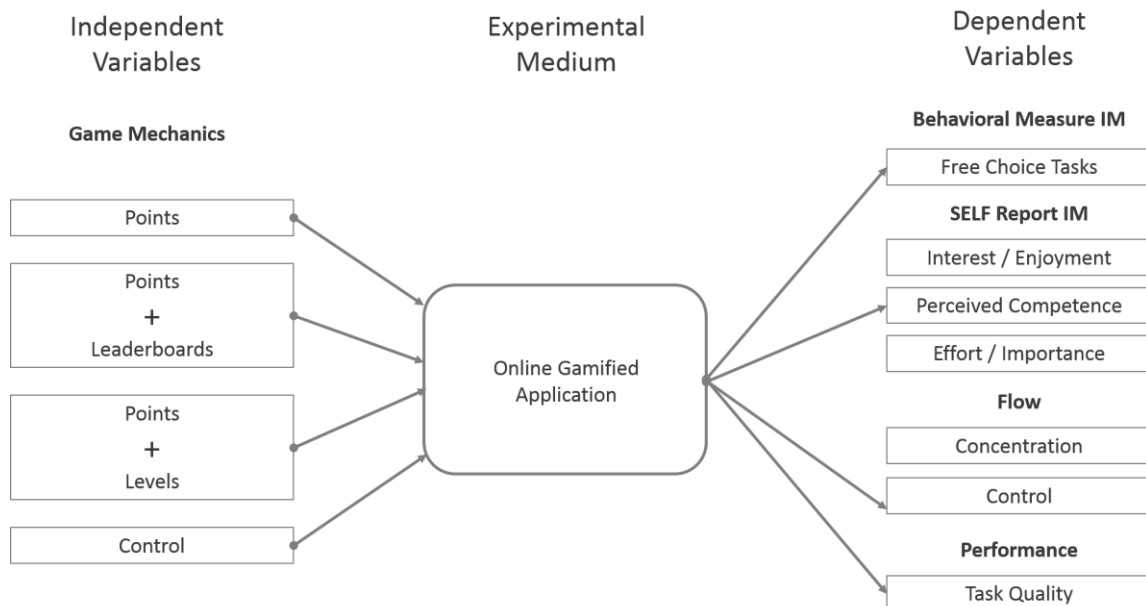 Independent
Variables
Game Mechanics
Points
Points
+
Leaderboards
Points
+
Levels
Control
Experimental
Medium
Online Gamified
Application
Dependent
Variables
Behavioral Measure IM
Free Choice Tasks
SELF Report IM
Interest / Enjoyment
Perceived Competence
Effort / Importance
Flow
Concentration
Control
Performance
Task Quality